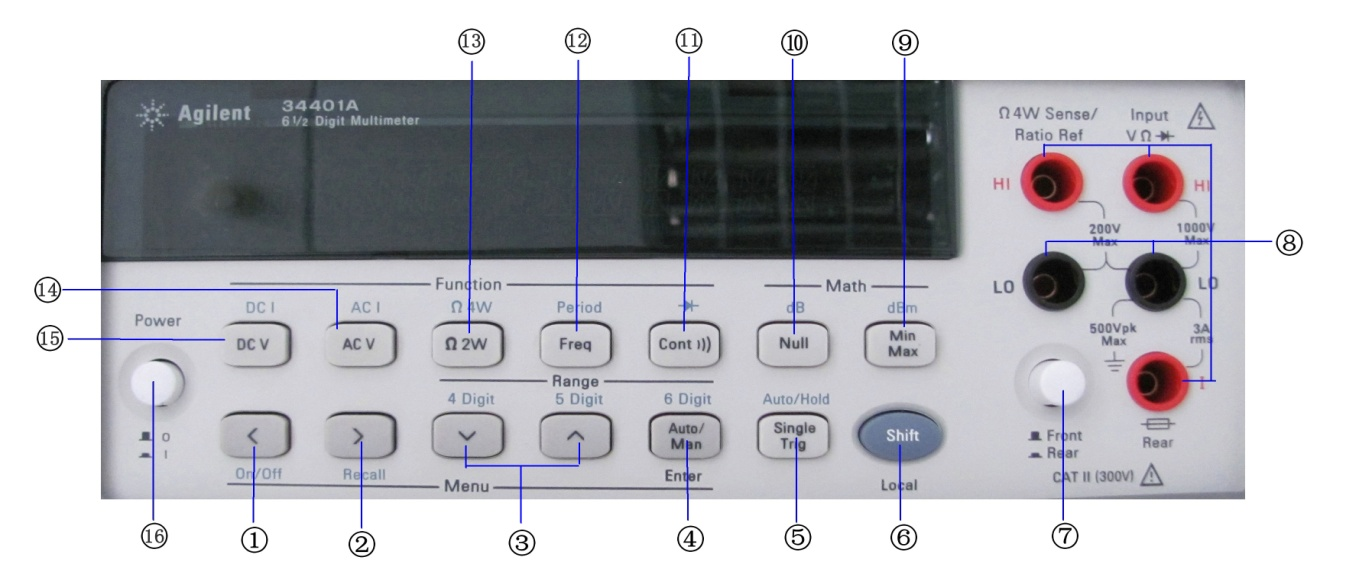 ⑬ ⑫ ⑪ ⑩ ⑨
Agilent 34401A
6½ Digit Multimeter
Ω 4W Sense/ Input
Ratio Ref V Ω
HI HI
200V 1000V
Max Max
⑧
LO LO
Function Math
⑭
DC I AC I Ω 4W Period dB dBm
Power
⑮
DC V AC V Ω 2W Freq Cont Null Min
Max
500Vpk 3A
Max rms
I
Range
4 Digit 5 Digit 6 Digit Auto/Hold
< > ∨ ∧ Auto/ Single Shift
Man Trig
O
I
Front Rear
Rear
On/Off Recall Menu Enter Local
CAT II (300V)
⑯ ① ② ③ ④ ⑤ ⑥ ⑦